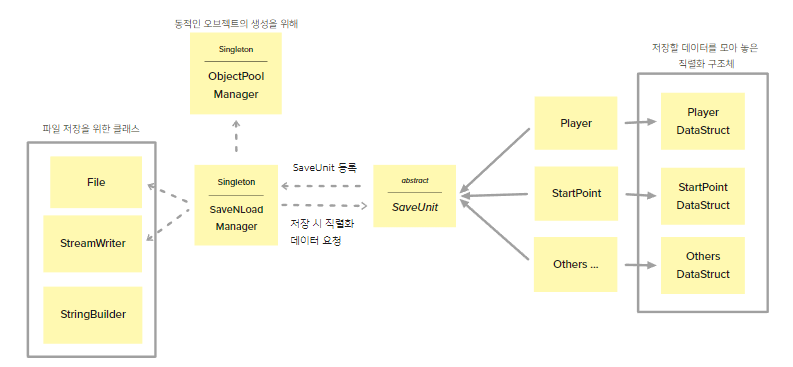 동적민 오브젝트의 생성을 위해
Singleton
ObjectPool
Manager
저장할 데이터를 모아 놓은
직렬화 구조체
파일 저장을 위한 클래스
File
StreamWriter
StringBuilder
Singleton
SaveNLoad
Manager
SaveUnit 등록
저장 시 직렬화
데이터 요청
abstract
SaveUnit
Player
StartPoint
Others ...
Player
DataStruct
StartPoint
DataStruct
Others
DataStruct